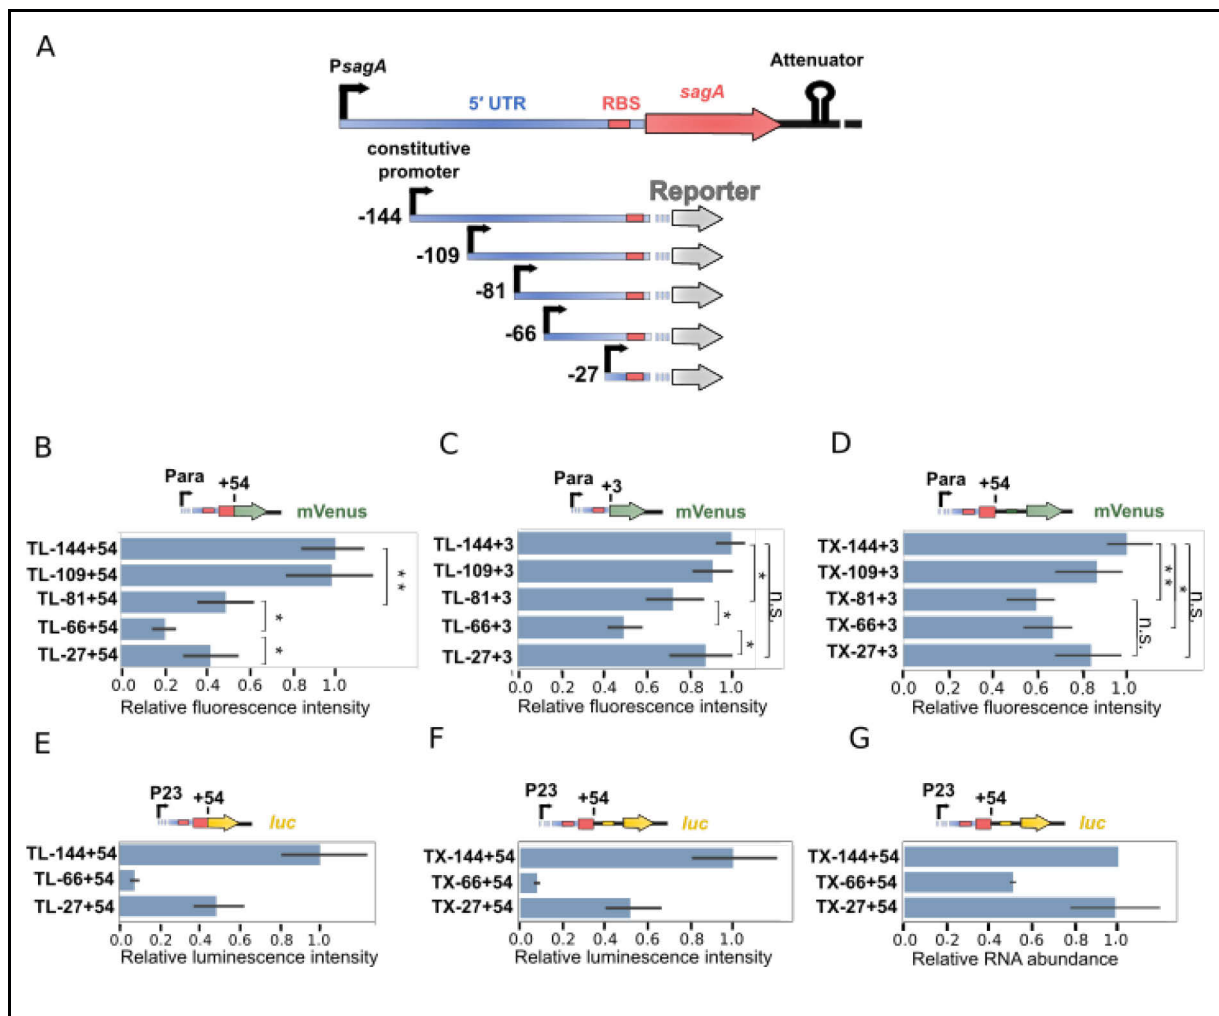 A
PsagA
5′ UTR
RBS
sagA
Attenuator
constitutive
promoter
Reporter
-144
-109
-81
-66
-27
B
Para
+54
mVenus
TL-144+54
TL-109+54
TL-81+54
TL-66+54
TL-27+54
**
*
*
0.0 0.2 0.4 0.6 0.8 1.0
Relative fluorescence intensity
C
Para
+3
mVenus
TL-144+3
TL-109+3
TL-81+3
TL-66+3
TL-27+3
*
*
*
n.s.
0.0 0.2 0.4 0.6 0.8 1.0
Relative fluorescence intensity
D
Para
+54
mVenus
TX-144+3
TX-109+3
TX-81+3
TX-66+3
TX-27+3
n.s.
**
*
n.s.
0.0 0.2 0.4 0.6 0.8 1.0
Relative fluorescence intensity
E
P23
+54
luc
TL-144+54
TL-66+54
TL-27+54
0.0 0.2 0.4 0.6 0.8 1.0
Relative luminescence intensity
F
P23
+54
luc
TX-144+54
TX-66+54
TX-27+54
0.0 0.2 0.4 0.6 0.8 1.0
Relative luminescence intensity
G
P23
+54
luc
TX-144+54
TX-66+54
TX-27+54
0.0 0.2 0.4 0.6 0.8 1.0
Relative RNA abundance